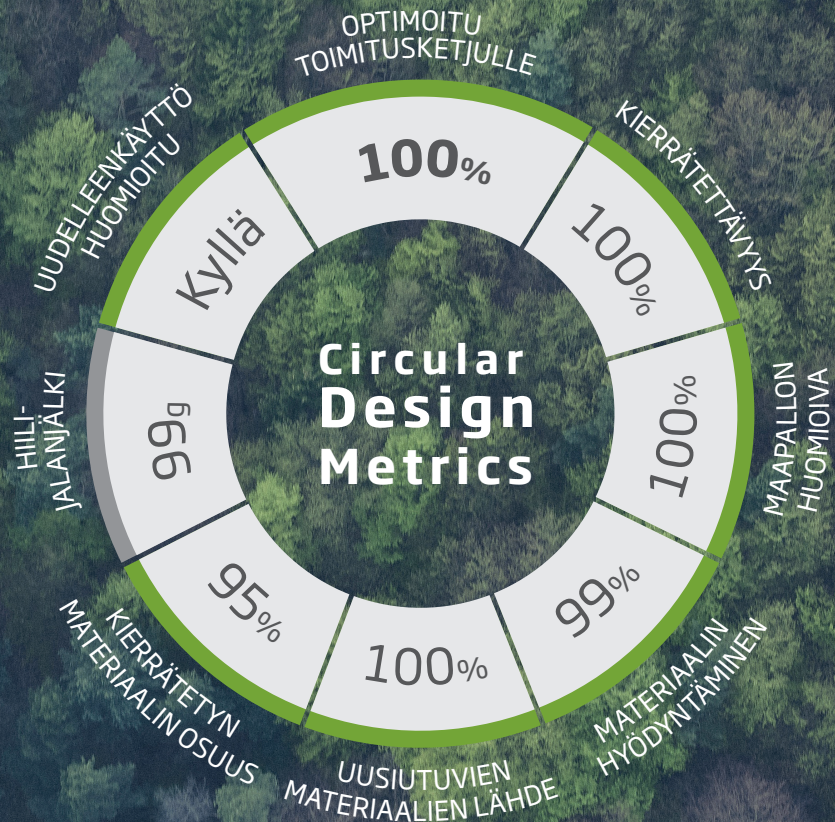 OPTIMOITU
TOIMITUSKETJULLE
100%
KIERRÄTETTÄVYYS
100%
MAAPALLON
HUOMIOIVA
100%
MATERIAALIN
HYÖDYNTÄMINEN
99%
UUSIUTUVIEN
MATERIAALIEN LÄHDE
100%
KIERRÄTETYN
MATERIAALIN OSUUS
95%
HIILI-
JALANJÄLKI
99g
UUDELLEENKÄYTTÖ
HUOMIOITU
Kyllä
Circular
Design
Metrics